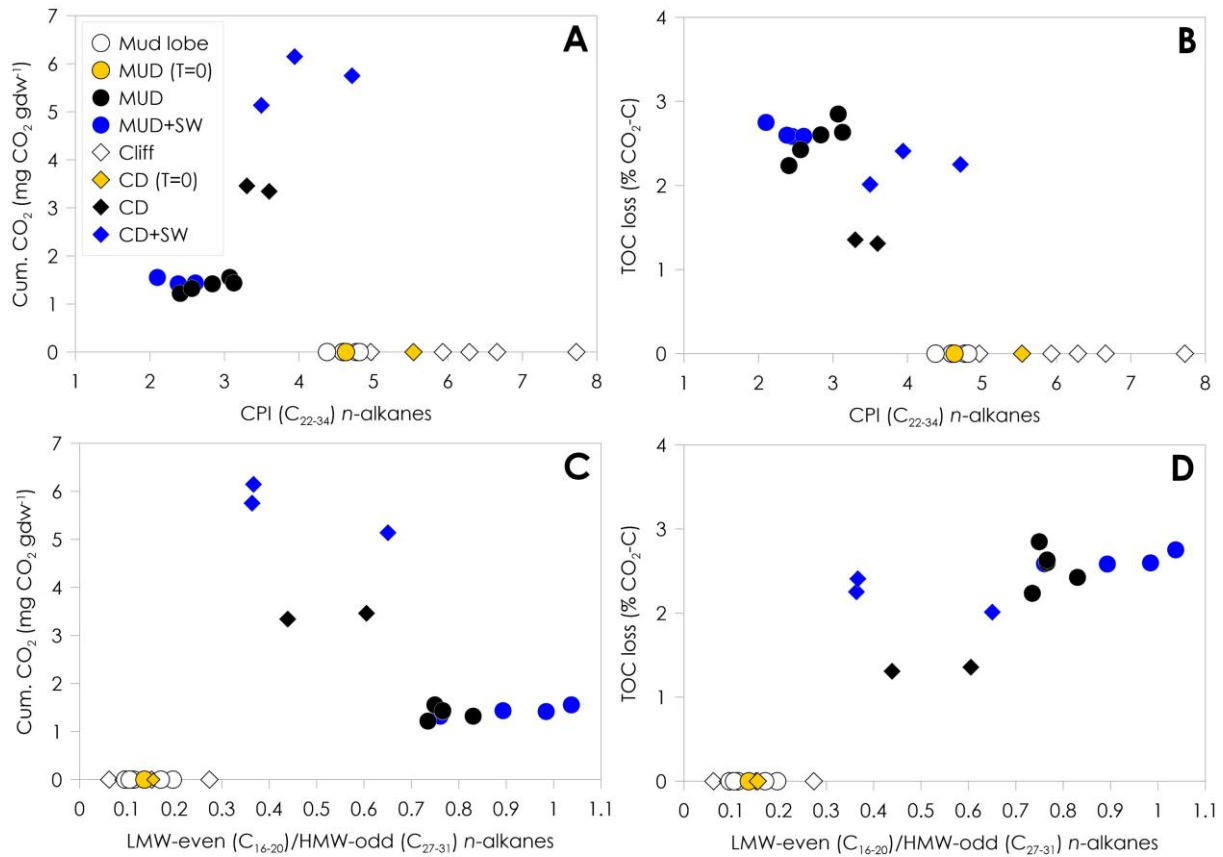 A
Cum. CO₂ (mg CO₂ gdw⁻¹)
7
6
5
4
3
2
1
0
Mud lobe
MUD (T=0)
MUD
MUD+SW
Cliff
CD (T=0)
CD
CD+SW
1 2 3 4 5 6 7 8
CPI (C₂₂₋₃₄) n-alkanes
B
TOC loss (% CO₂-C)
4
3
2
1
0
1 2 3 4 5 6 7 8
CPI (C₂₂₋₃₄) n-alkanes
C
Cum. CO₂ (mg CO₂ gdw⁻¹)
7
6
5
4
3
2
1
0
0 0.1 0.2 0.3 0.4 0.5 0.6 0.7 0.8 0.9 1 1.1
LMW-even (C₁₆₋₂₀)/HMW-odd (C₂₇₋₃₁) n-alkanes
D
TOC loss (% CO₂-C)
4
3
2
1
0
0 0.1 0.2 0.3 0.4 0.5 0.6 0.7 0.8 0.9 1 1.1
LMW-even (C₁₆₋₂₀)/HMW-odd (C₂₇₋₃₁) n-alkanes